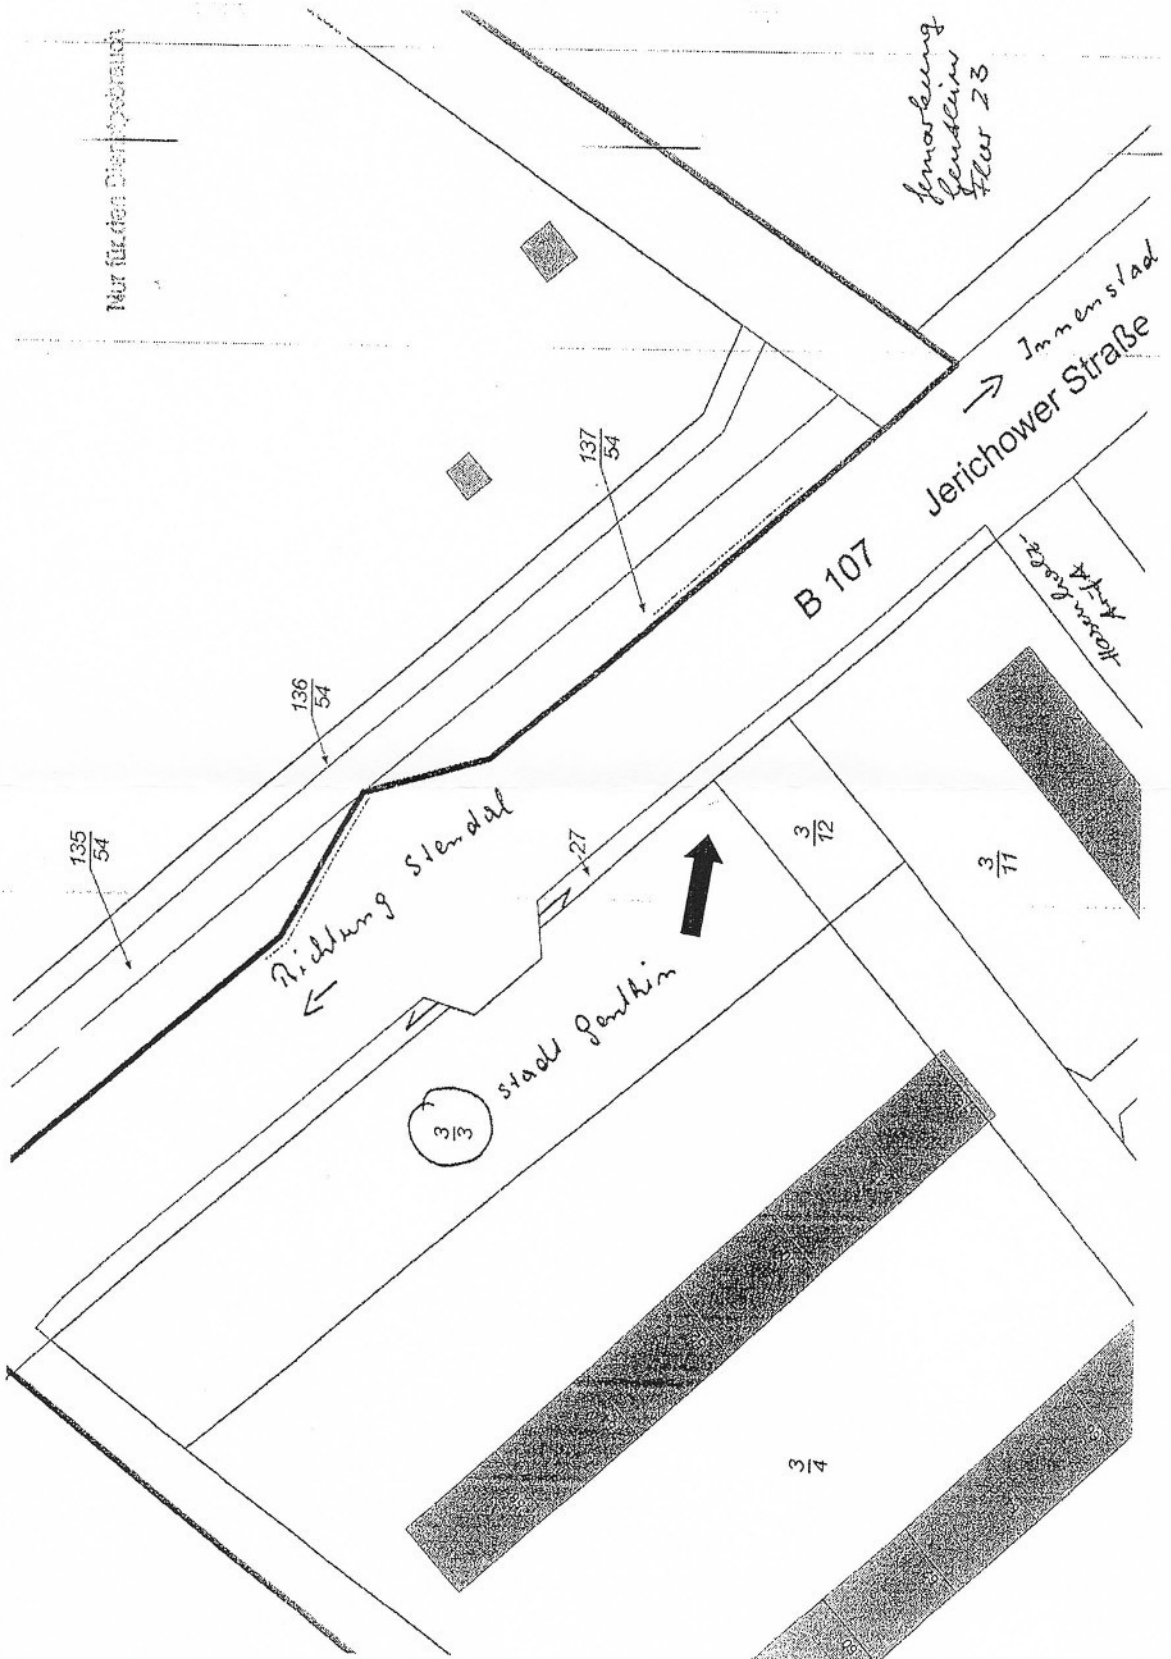 Nur für den Dienstgebrauch
Gemarkung
Genthin
Flur 23
→ Innenstad
Jerichower Straße
B 107
137
54
136
54
135
54
← Richtung Stendal
27
3
12
3
11
3
3
Stadt Genthin
3
4